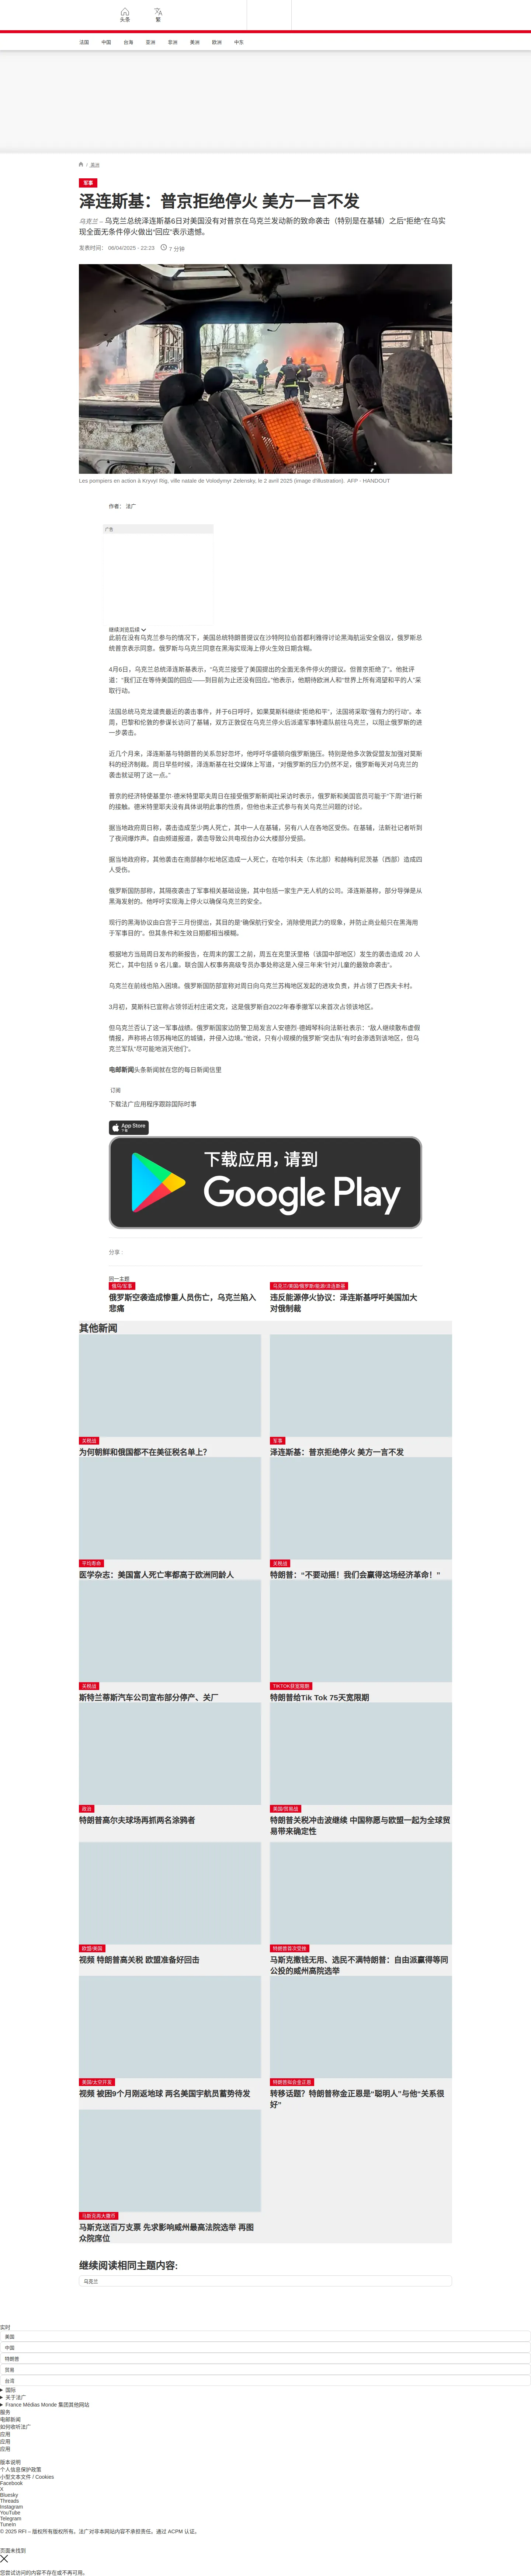 头条
繁
法国
中国
台海
亚洲
非洲
美洲
欧洲
中东
/ 美洲
军事
泽连斯基：普京拒绝停火 美方一言不发
乌克兰 – 乌克兰总统泽连斯基6日对美国没有对普京在乌克兰发动新的致命袭击（特别是在基辅）之后“拒绝”在乌实
现全面无条件停火做出“回应”表示遗憾。
发表时间： 06/04/2025 - 22:23
7 分钟
Les pompiers en action à Kryvyï Rig, ville natale de Volodymyr Zelensky, le 2 avril 2025 (image d'illustration). AFP - HANDOUT
作者： 法广
广告
继续浏览后续
此前在没有乌克兰参与的情况下，美国总统特朗普提议在沙特阿拉伯首都利雅得讨论黑海航运安全倡议，俄罗斯总
统普京表示同意。俄罗斯与乌克兰同意在黑海实现海上停火生效日期含糊。
4月6日，乌克兰总统泽连斯基表示，“乌克兰接受了美国提出的全面无条件停火的提议。但普京拒绝了”。他批评
道：“我们正在等待美国的回应——到目前为止还没有回应。”他表示，他期待欧洲人和“世界上所有渴望和平的人”采
取行动。
法国总统马克龙谴责最近的袭击事件，并于6日呼吁，如果莫斯科继续“拒绝和平”，法国将采取“强有力的行动”。本
周，巴黎和伦敦的参谋长访问了基辅，双方正敦促在乌克兰停火后派遣军事特遣队前往乌克兰，以阻止俄罗斯的进
一步袭击。
近几个月来，泽连斯基与特朗普的关系忽好忽坏，他呼吁华盛顿向俄罗斯施压。特别是他多次敦促盟友加强对莫斯
科的经济制裁。周日早些时候，泽连斯基在社交媒体上写道，“对俄罗斯的压力仍然不足，俄罗斯每天对乌克兰的
袭击就证明了这一点。”
普京的经济特使基里尔·德米特里耶夫周日在接受俄罗斯新闻社采访时表示，俄罗斯和美国官员可能于“下周”进行新
的接触。德米特里耶夫没有具体说明此事的性质，但他也未正式参与有关乌克兰问题的讨论。
据当地政府周日称，袭击造成至少两人死亡，其中一人在基辅，另有八人在各地区受伤。在基辅，法新社记者听到
了夜间爆炸声。自由频道报道，袭击导致公共电视台办公大楼部分受损。
据当地政府称，其他袭击在南部赫尔松地区造成一人死亡，在哈尔科夫（东北部）和赫梅利尼茨基（西部）造成四
人受伤。
俄罗斯国防部称，其隔夜袭击了军事相关基础设施，其中包括一家生产无人机的公司。泽连斯基称，部分导弹是从
黑海发射的。他呼吁实现海上停火以确保乌克兰的安全。
现行的黑海协议由白宫于三月份提出，其目的是“确保航行安全，消除使用武力的现象，并防止商业船只在黑海用
于军事目的”。但其条件和生效日期都相当模糊。
根据地方当局周日发布的新报告，在周末的罢工之前，周五在克里沃里格（该国中部地区）发生的袭击造成 20 人
死亡，其中包括 9 名儿童。联合国人权事务高级专员办事处称这是入侵三年来“针对儿童的最致命袭击”。
乌克兰在前线也陷入困境。俄罗斯国防部宣称对周日向乌克兰苏梅地区发起的进攻负责，并占领了巴西夫卡村。
3月初，莫斯科已宣称占领邻近村庄诺文克，这是俄罗斯自2022年春季挪军以来首次占领该地区。
但乌克兰否认了这一军事战绩。俄罗斯国家边防警卫局发言人安德烈·德姆琴科向法新社表示：“敌人继续散布虚假
情报，声称将占领苏梅地区的城镇，并侵入边境。”他说，只有小规模的俄罗斯“突击队”有时会渗透到该地区，但乌
克兰军队“尽可能地消灭他们”。
电邮新闻头条新闻就在您的每日新闻信里
订阅
下载法广应用程序跟踪国际时事
App Store
下载
下载应用，请到
Google Play
分享 :
同一主题
俄乌/军事
俄罗斯空袭造成惨重人员伤亡，乌克兰陷入
悲痛
乌克兰/美国/俄罗斯/能源/泽连斯基
违反能源停火协议：泽连斯基呼吁美国加大
对俄制裁
其他新闻
关税战
为何朝鲜和俄国都不在美征税名单上？
军事
泽连斯基：普京拒绝停火 美方一言不发
平均寿命
医学杂志：美国富人死亡率都高于欧洲同龄人
关税战
特朗普：“不要动摇！我们会赢得这场经济革命！”
关税战
斯特兰蒂斯汽车公司宣布部分停产、关厂
TIKTOK获宽限期
特朗普给Tik Tok 75天宽限期
政治
特朗普高尔夫球场再抓两名涂鸦者
美国/贸易战
特朗普关税冲击波继续 中国称愿与欧盟一起为全球贸
易带来确定性
欧盟/美国
视频 特朗普高关税 欧盟准备好回击
特朗普首次受挫
马斯克撒钱无用、选民不满特朗普：自由派赢得等同
公投的威州高院选举
美国/太空开发
视频 被困9个月刚返地球 两名美国宇航员蓄势待发
特朗普拟会金正恩
转移话题？特朗普称金正恩是“聪明人”与他“关系很
好”
马斯克再大撒币
马斯克送百万支票 先求影响威州最高法院选举 再图
众院席位
继续阅读相同主题内容:
乌克兰
实时
美国
中国
特朗普
贸易
台湾
国际
关于法广
France Médias Monde 集团其他网站
服务
电邮新闻
如何收听法广
应用
应用
应用
版本说明
个人信息保护政策
小型文本文件 / Cookies
Facebook
X
Bluesky
Threads
Instagram
YouTube
Telegram
TuneIn
© 2025 RFI – 版权所有版权所有。法广对非本网站内容不承担责任。通过 ACPM 认证。
页面未找到
您尝试访问的内容不存在或不再可用。